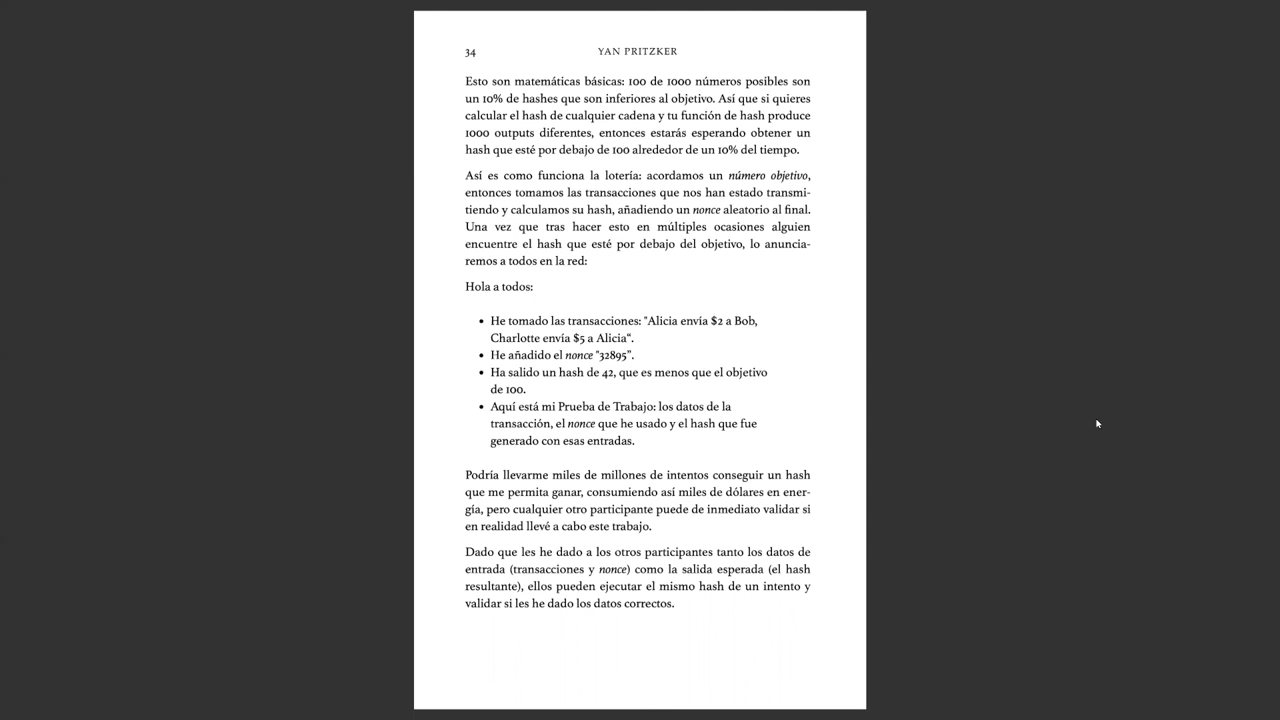 34
YAN PRITZKER
Esto son matemáticas básicas: 100 de 1000 números posibles son
un 10% de hashes que son inferiores al objetivo. Así que si quieres
calcular el hash de cualquier cadena y tu función de hash produce
1000 outputs diferentes, entonces estarás esperando obtener un
hash que esté por debajo de 100 alrededor de un 10% del tiempo.
Así es como funciona la lotería: acordamos un número objetivo,
entonces tomamos las transacciones que nos han estado transmi-
tiendo y calculamos su hash, añadiendo un nonce aleatorio al final.
Una vez que tras hacer esto en múltiples ocasiones alguien
encuentre el hash que esté por debajo del objetivo, lo anuncia-
remos a todos en la red:
Hola a todos:
• He tomado las transacciones: "Alicia envía $2 a Bob,
Charlotte envía $5 a Alicia“.
• He añadido el nonce "32895”.
• Ha salido un hash de 42, que es menos que el objetivo
de 100.
• Aquí está mi Prueba de Trabajo: los datos de la
transacción, el nonce que he usado y el hash que fue
generado con esas entradas.
Podría llevarme miles de millones de intentos conseguir un hash
que me permita ganar, consumiendo así miles de dólares en ener-
gía, pero cualquier otro participante puede de inmediato validar si
en realidad llevé a cabo este trabajo.
Dado que les he dado a los otros participantes tanto los datos de
entrada (transacciones y nonce) como la salida esperada (el hash
resultante), ellos pueden ejecutar el mismo hash de un intento y
validar si les he dado los datos correctos.